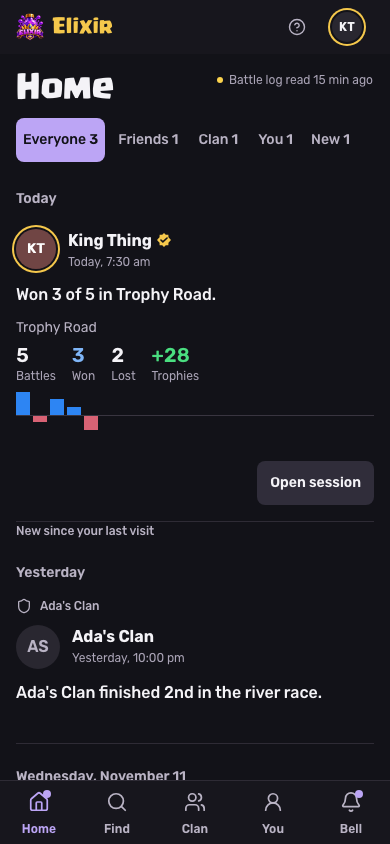 Elixir
KT
Home
Battle log read 15 min ago
Everyone 3 Friends 1 Clan 1 You 1 New 1
Today
KT
King Thing
Today, 7:30 am
Won 3 of 5 in Trophy Road.
Trophy Road
5 3 2 +28
Battles Won Lost Trophies
Open session
New since your last visit
Yesterday
Ada's Clan
AS
Ada's Clan
Yesterday, 10:00 pm
Ada's Clan finished 2nd in the river race.
Wednesday, November 11
Home Find Clan You Bell